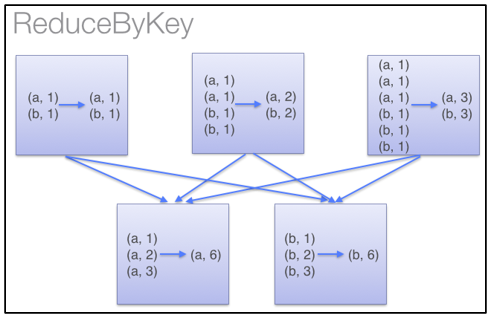 ReduceByKey
(a, 1) (a, 1)
(b, 1) (b, 1)
(a, 1)
(a, 1) (a, 2)
(b, 1) (b, 2)
(b, 1)
(a, 1)
(a, 1)
(a, 1) (a, 3)
(b, 1) (b, 3)
(b, 1)
(b, 1)
(a, 1)
(a, 2) (a, 6)
(a, 3)
(b, 1)
(b, 2) (b, 6)
(b, 3)